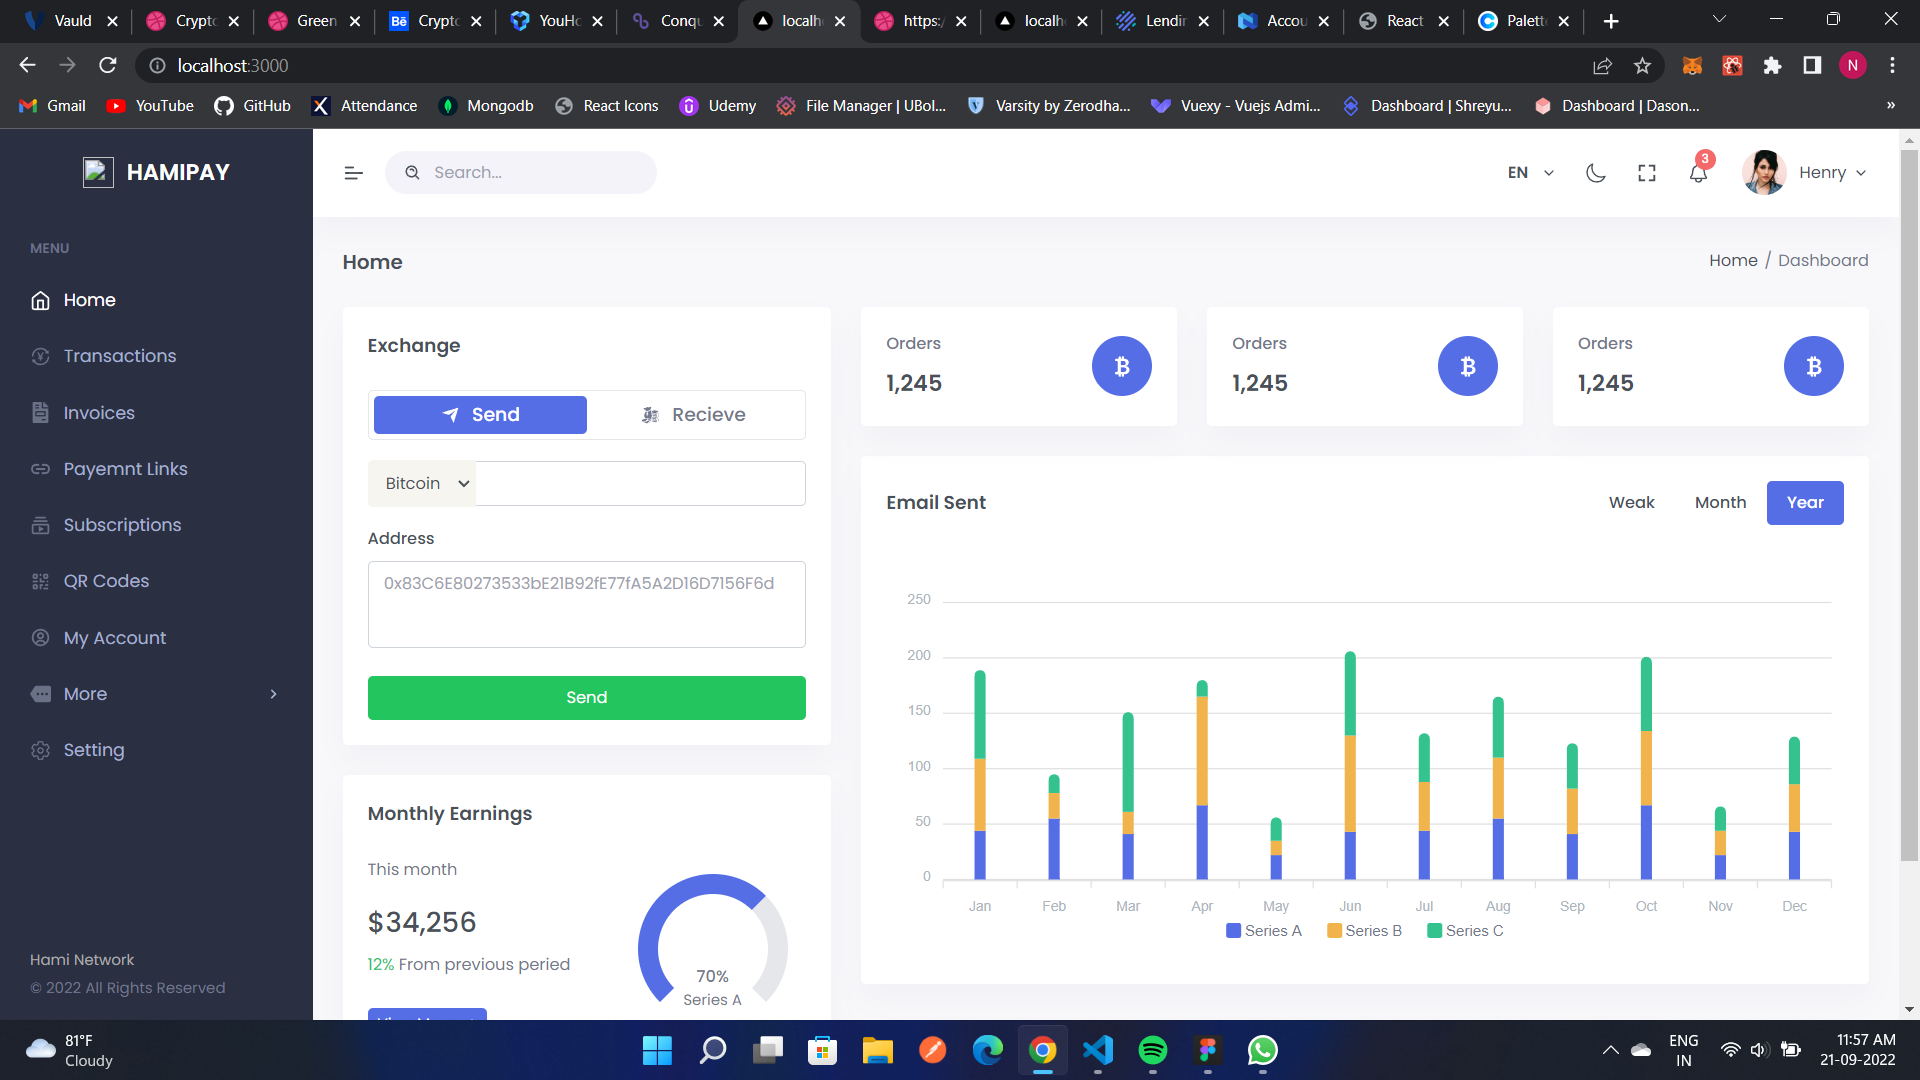 Vauld
Crypto
Green
Crypto
YouHo
Conqu
localh
https:/
localh
Lendin
Accou
React
Palette
localhost:3000
N
Gmail
YouTube
GitHub
Attendance
Mongodb
React Icons
Udemy
File Manager | UBol...
Varsity by Zerodha...
Vuexy - Vuejs Admi...
Dashboard | Shreyu...
Dashboard | Dason...
»
HAMIPAY
Search...
EN
3
Henry
MENU
Home
Transactions
Invoices
Payemnt Links
Subscriptions
QR Codes
My Account
More
Setting
Hami Network
© 2022 All Rights Reserved
Home
Home / Dashboard
Exchange
Send
Recieve
Bitcoin
Address
0x83C6E80273533bE21B92fE77fA5A2D16D7156F6d
Send
Orders
1,245
Orders
1,245
Orders
1,245
Email Sent
Weak
Month
Year
250
200
150
100
50
0
Jan Feb Mar Apr May Jun Jul Aug Sep Oct Nov Dec
Series A Series B Series C
Monthly Earnings
This month
$34,256
12% From previous peried
70%
Series A
81°F
Cloudy
ENG
IN
11:57 AM
21-09-2022